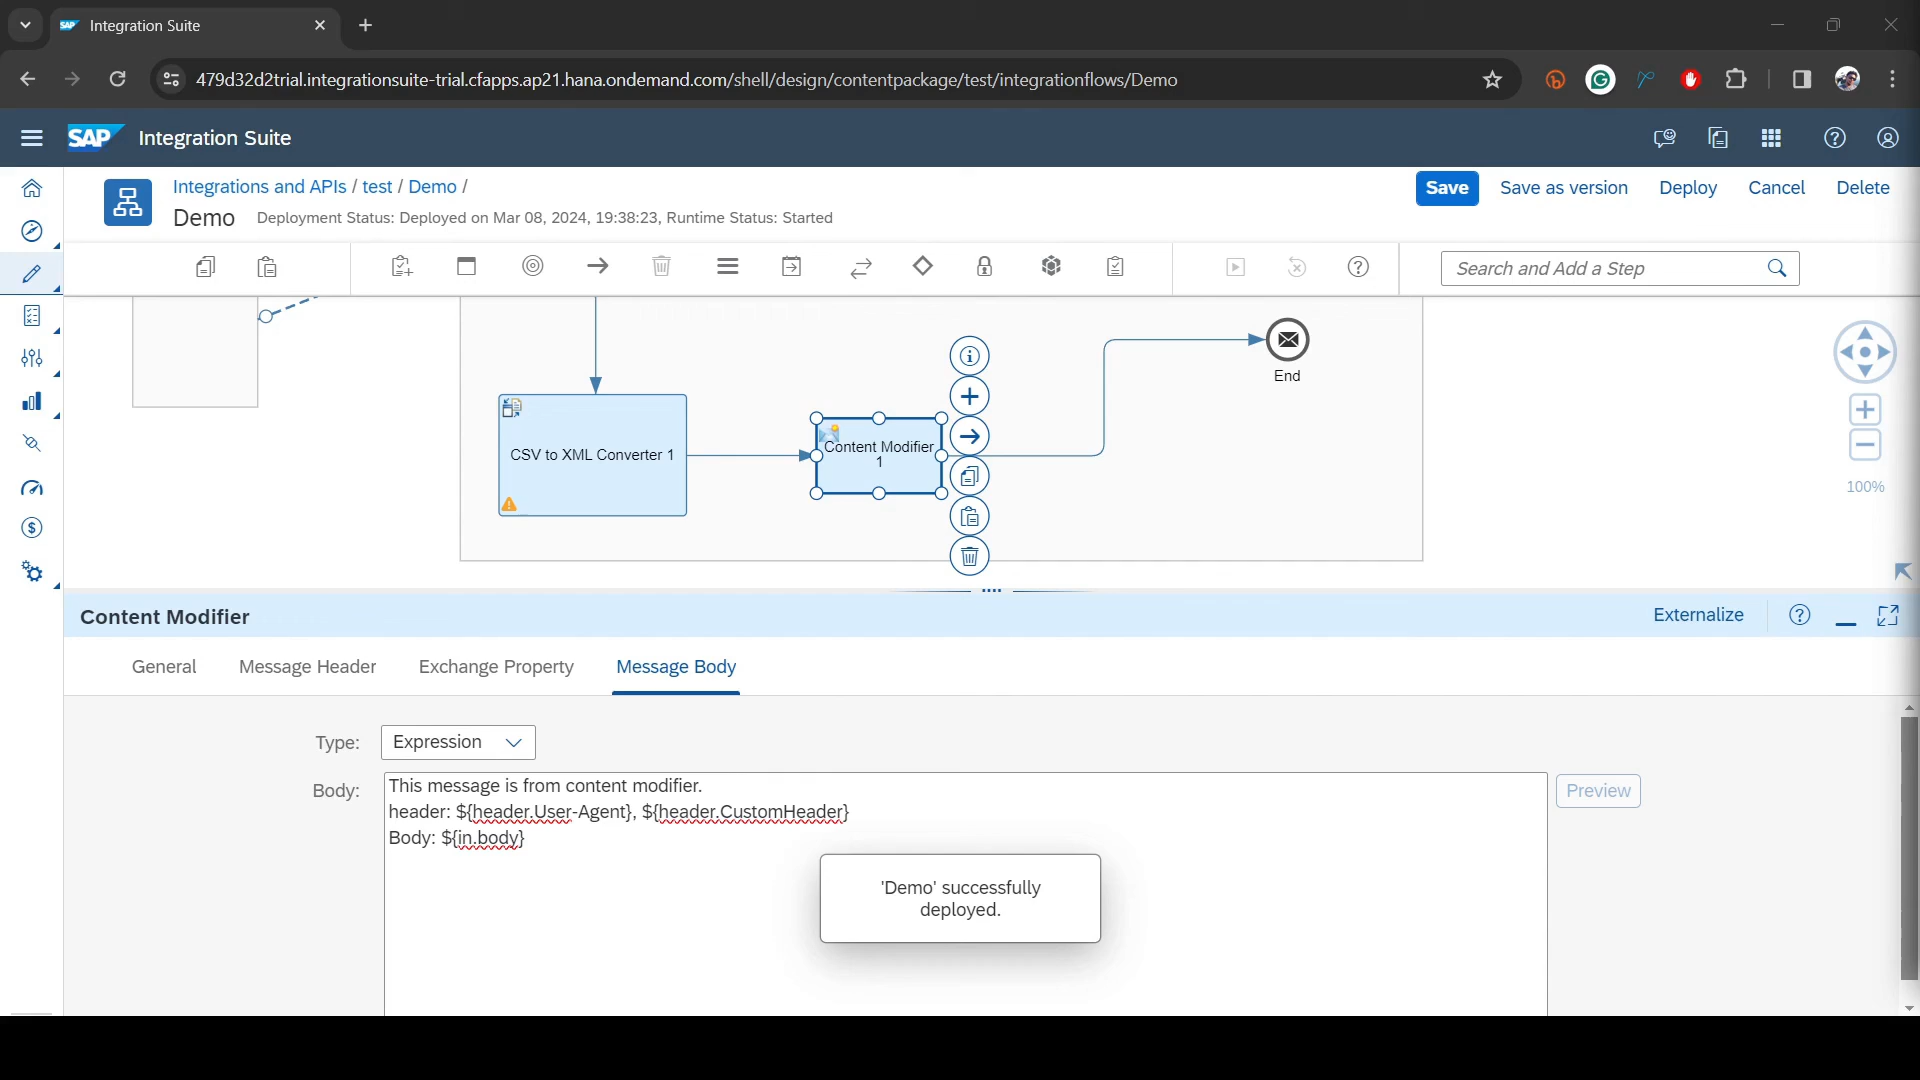 Integration Suite
479d32d2trial.integrationsuite-trial.cfapps.ap21.hana.ondemand.com/shell/design/contentpackage/test/integrationflows/Demo
SAP Integration Suite
Integrations and APIs / test / Demo /
Save
Save as version
Deploy
Cancel
Delete
Demo
Deployment Status: Deployed on Mar 08, 2024, 19:38:23, Runtime Status: Started
Search and Add a Step
End
CSV to XML Converter 1
Content Modifier
1
100%
Content Modifier
Externalize
General
Message Header
Exchange Property
Message Body
Type:
Expression
Body:
This message is from content modifier.
header: ${header.User-Agent}, ${header.CustomHeader}
Body: ${in.body}
Preview
'Demo' successfully
deployed.